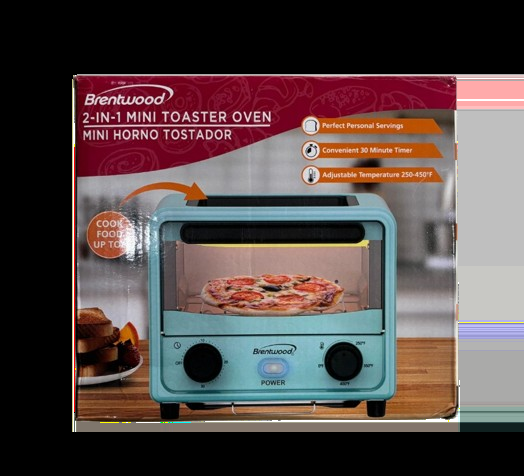 Brentwood
2-IN-1 MINI TOASTER OVEN
MINI HORNO TOSTADOR
Perfect Personal Servings
Convenient 30 Minute Timer
Adjustable Temperature 250-450°F
COOK
FOOD
UP TO
Brentwood
POWER